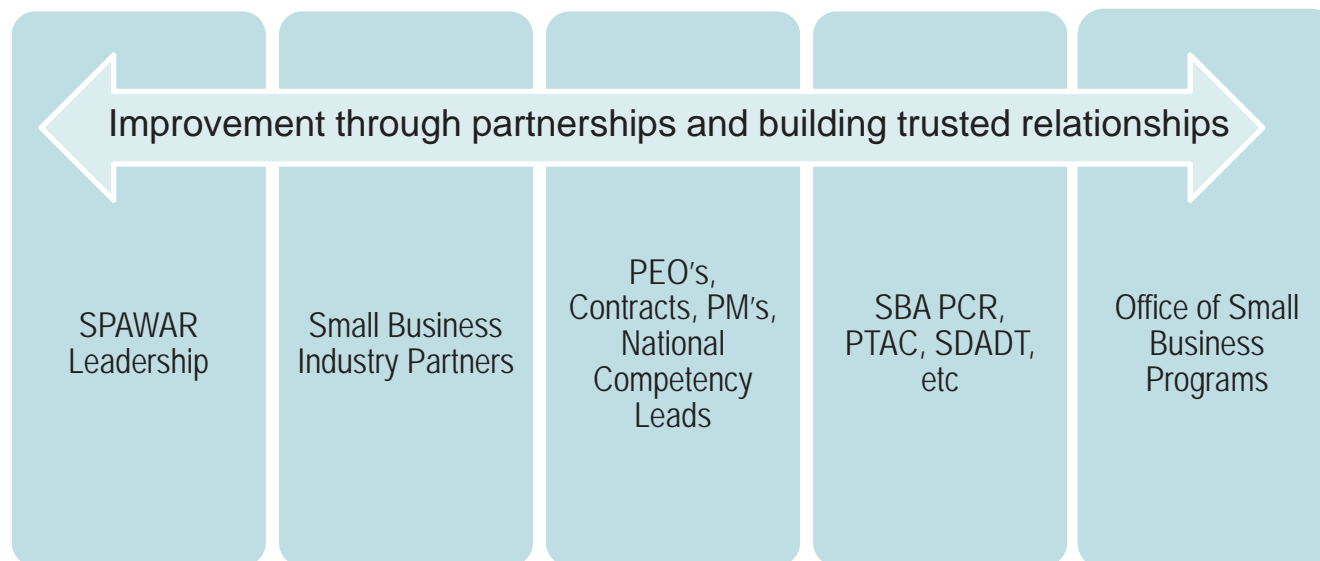 Improvement through partnerships and building trusted relationships
SPAWAR
Leadership
Small Business
Industry Partners
PEO's,
Contracts, PM's,
National
Competency
Leads
SBA PCR,
PTAC, SDADT,
etc
Office of Small
Business
Programs